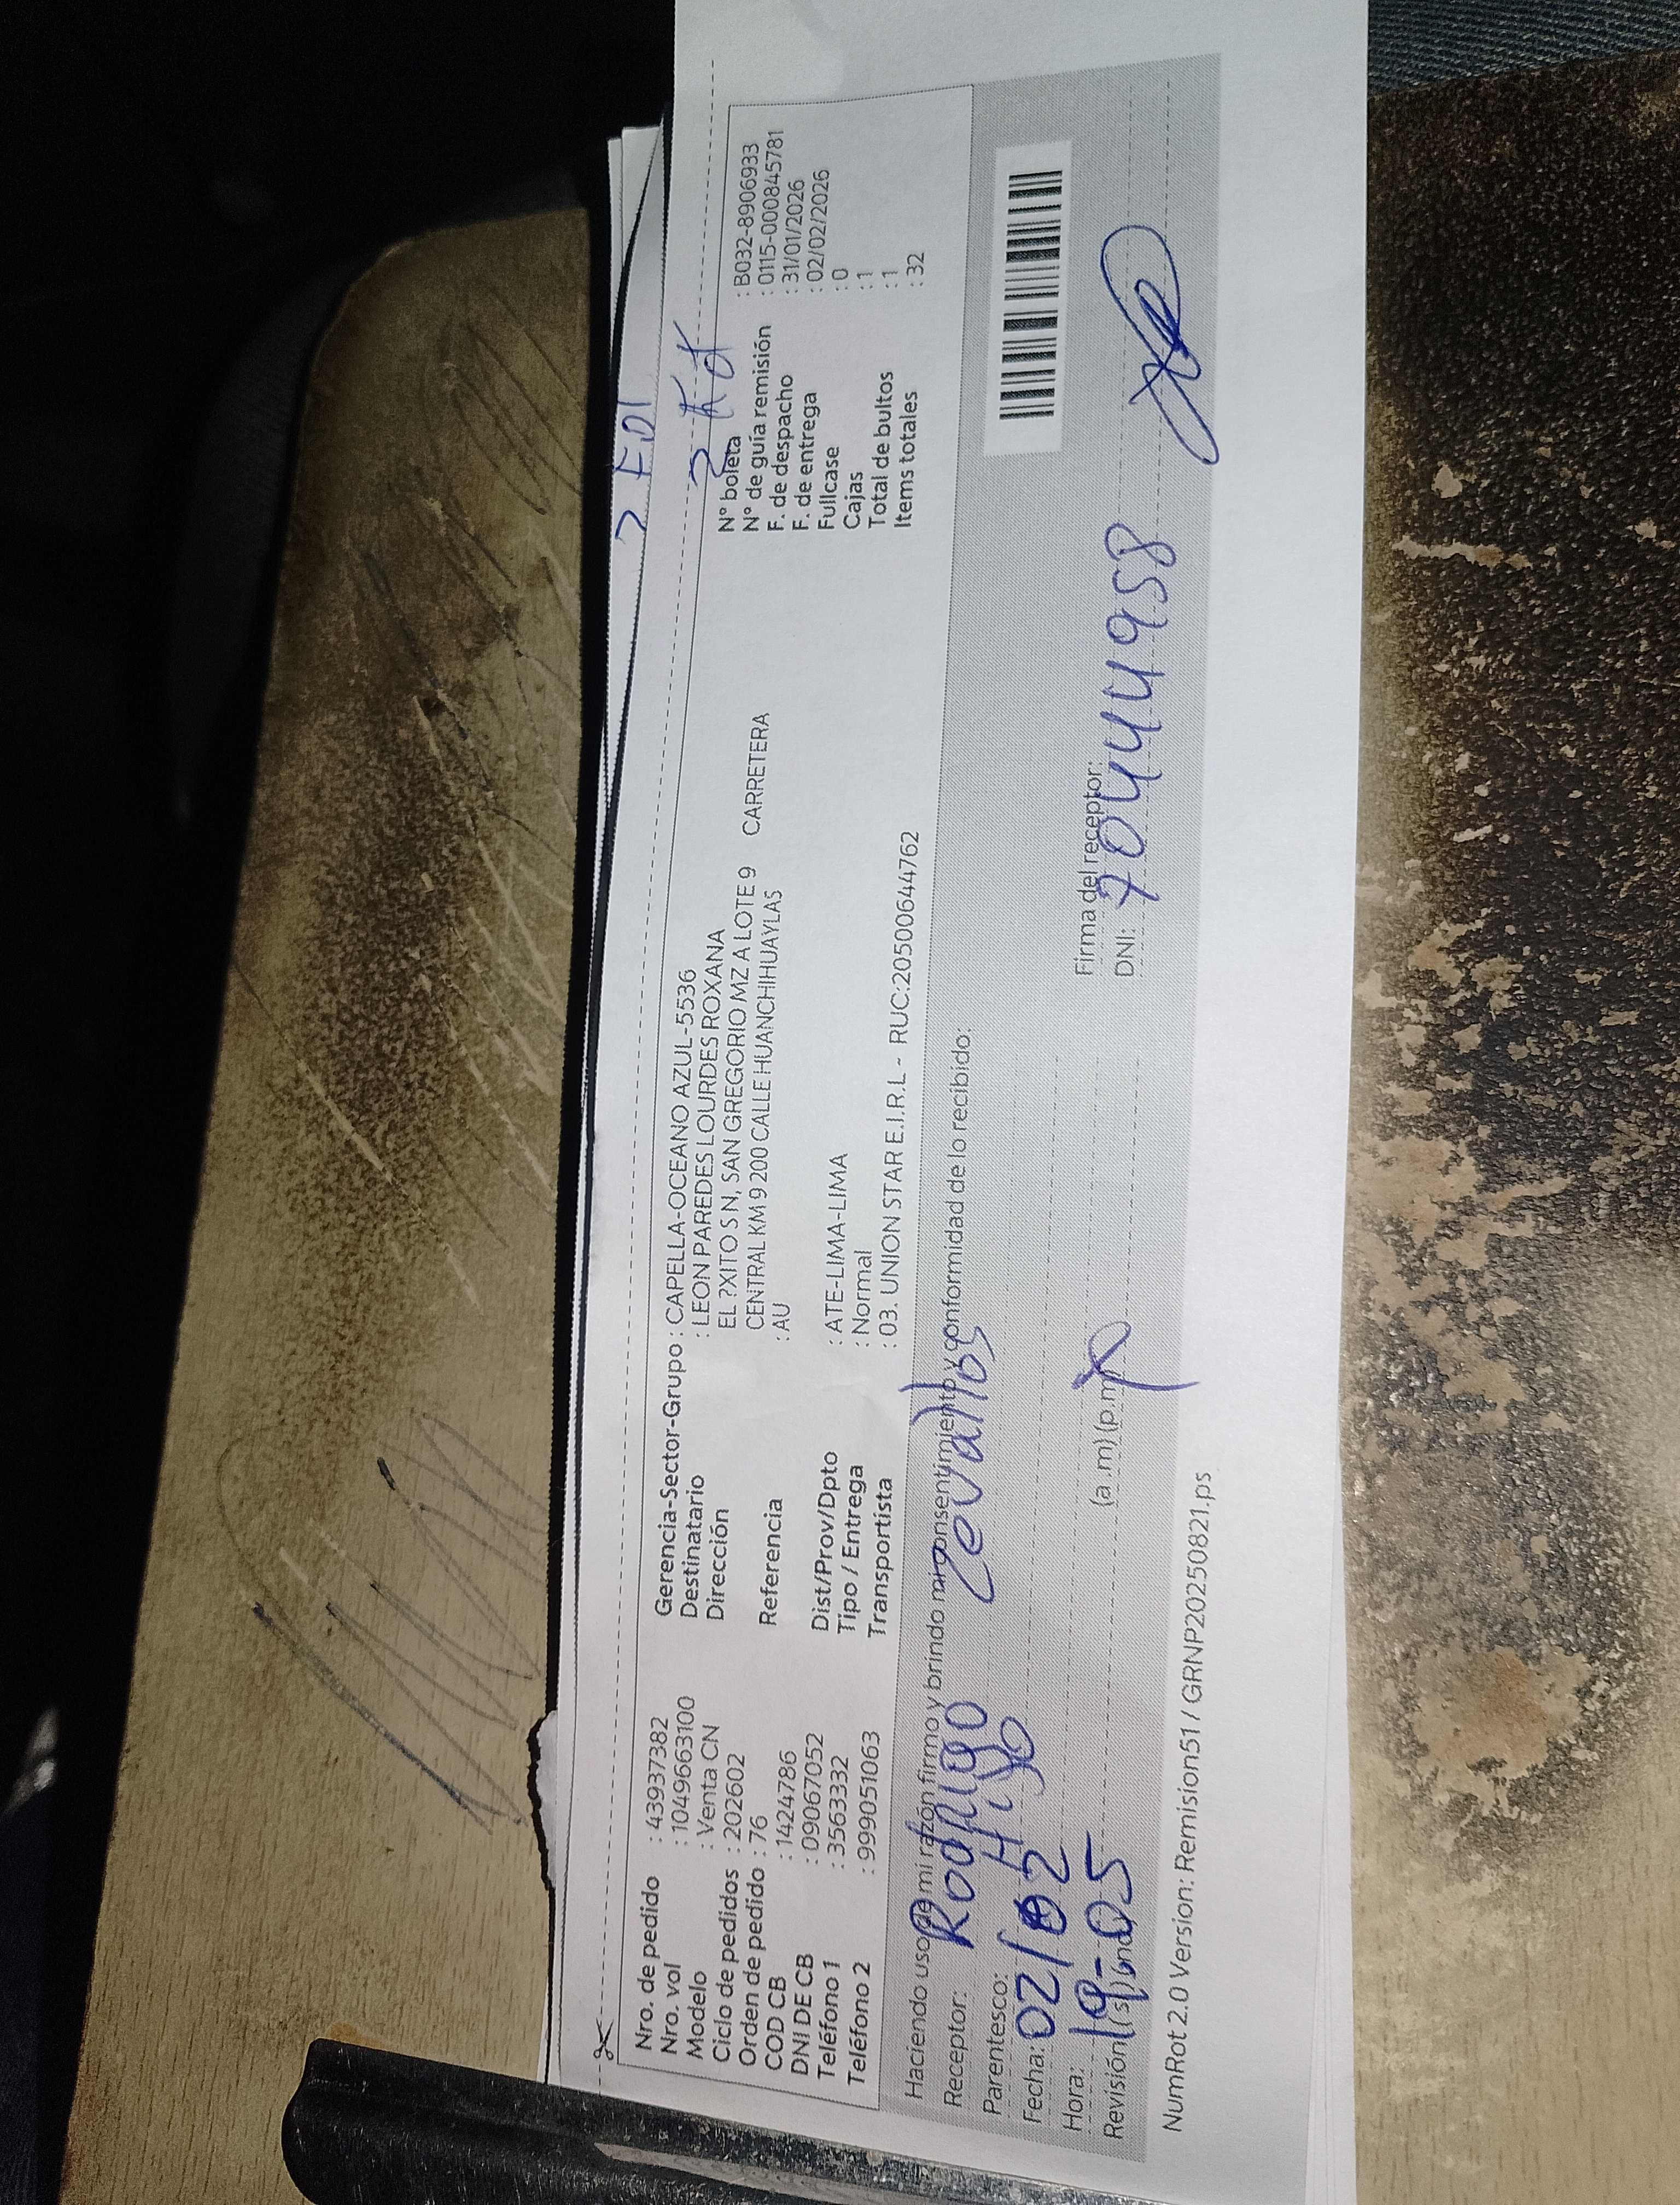 2 FOI
2 Fol
Nro. de pedido : 43937382
Nro. vol : 10496663100
Modelo : Venta CN
Ciclo de pedidos : 202602
Orden de pedido : 76
COD CB : 1424786
DNI DE CB : 09067052
Teléfono 1 : 3563332
Teléfono 2 : 999051063
Gerencia-Sector-Grupo : CAPELLA-OCEANO AZUL-5536
Destinatario : LEON PAREDES LOURDES ROXANA
Dirección EL ?XITO S N, SAN GREGORIO MZ A LOTE 9 CARRETERA
CENTRAL KM 9 200 CALLE HUANCHIHUAYLAS
Referencia : AU
Dist/Prov/Dpto : ATE-LIMA-LIMA
Tipo / Entrega : Normal
Transportista : 03. UNION STAR E.I.R.L - RUC:20500644762
N° boleta : B032-8906933
N° de guía remisión : 0115-000845781
F. de despacho : 31/01/2026
F. de entrega : 02/02/2026
Fullcase : 0
Cajas : 1
Total de bultos : 1
Items totales : 32
Haciendo uso de mi razón firmo y brindo mi consentimiento y conformidad de lo recibido:
Receptor: Rodrigo Zevallos
Parentesco: Hijo
Fecha: 02/02
Hora: 19-05 (a.m) (p.m)
Firma del receptor:
DNI: 70444958
NumRot 2.0 Version: Remision51 / GRNP20250821.ps